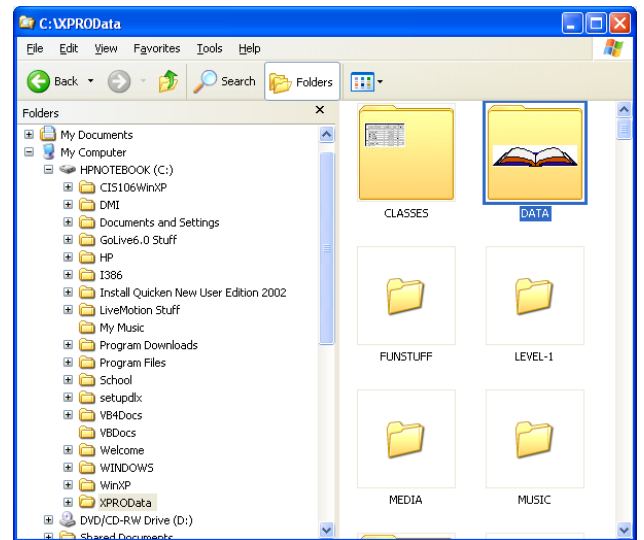 C:\XPROData
File Edit View Favorites Tools Help
Back Search Folders
Folders
My Documents
My Computer
HPNOTEBOOK (C:)
CIS106WinXP
DMI
Documents and Settings
GoLive6.0 Stuff
HP
I386
Install Quicken New User Edition 2002
LiveMotion Stuff
My Music
Program Downloads
Program Files
School
setupdlx
VB4Docs
VBDocs
Welcome
WINDOWS
WinXP
XPROData
DVD/CD-RW Drive (D:)
Shared Documents
CLASSES DATA
FUNSTUFF LEVEL-1
MEDIA MUSIC